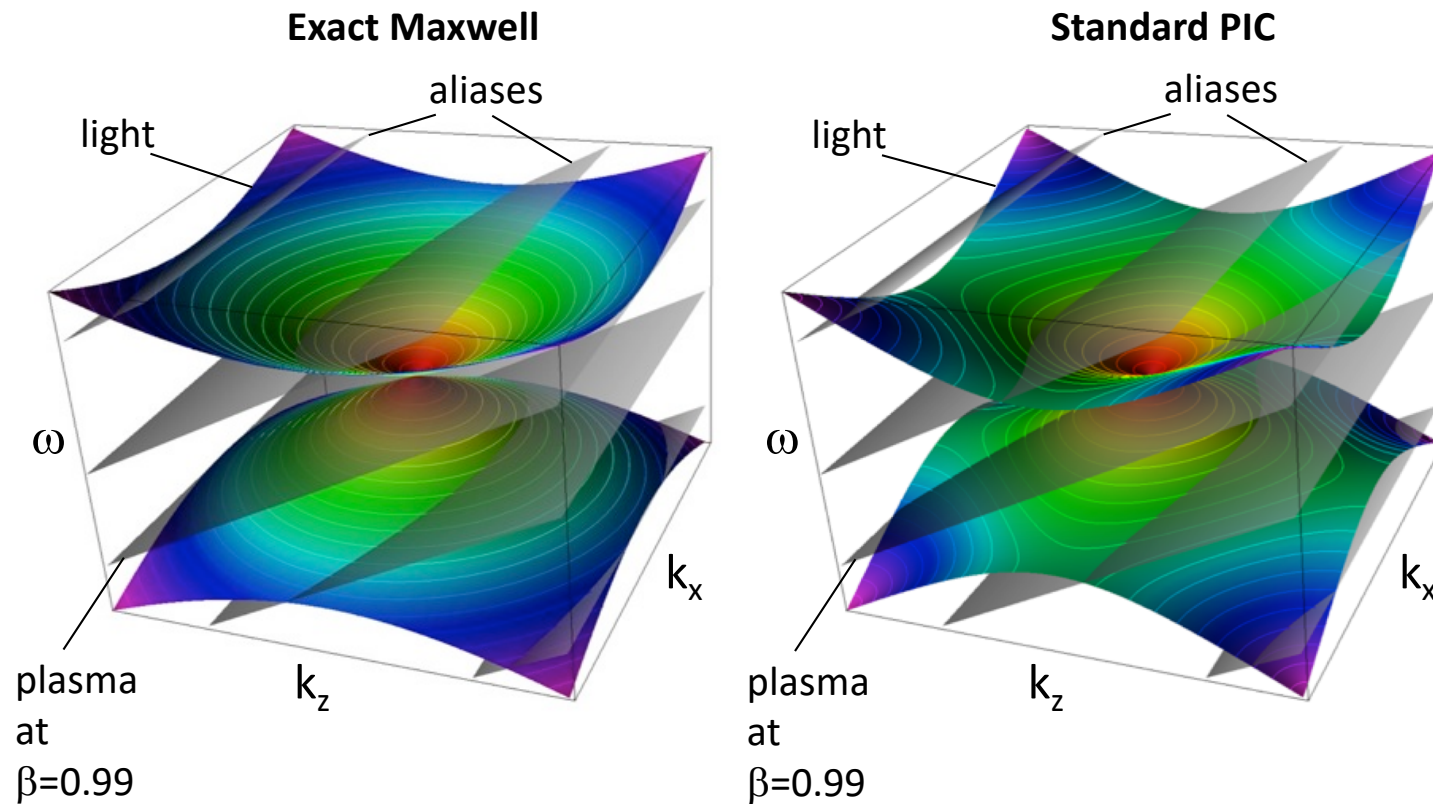 Exact Maxwell
aliases
light
ω
kx
plasma
at
β=0.99
kz
Standard PIC
aliases
light
ω
kx
plasma
at
β=0.99
kz